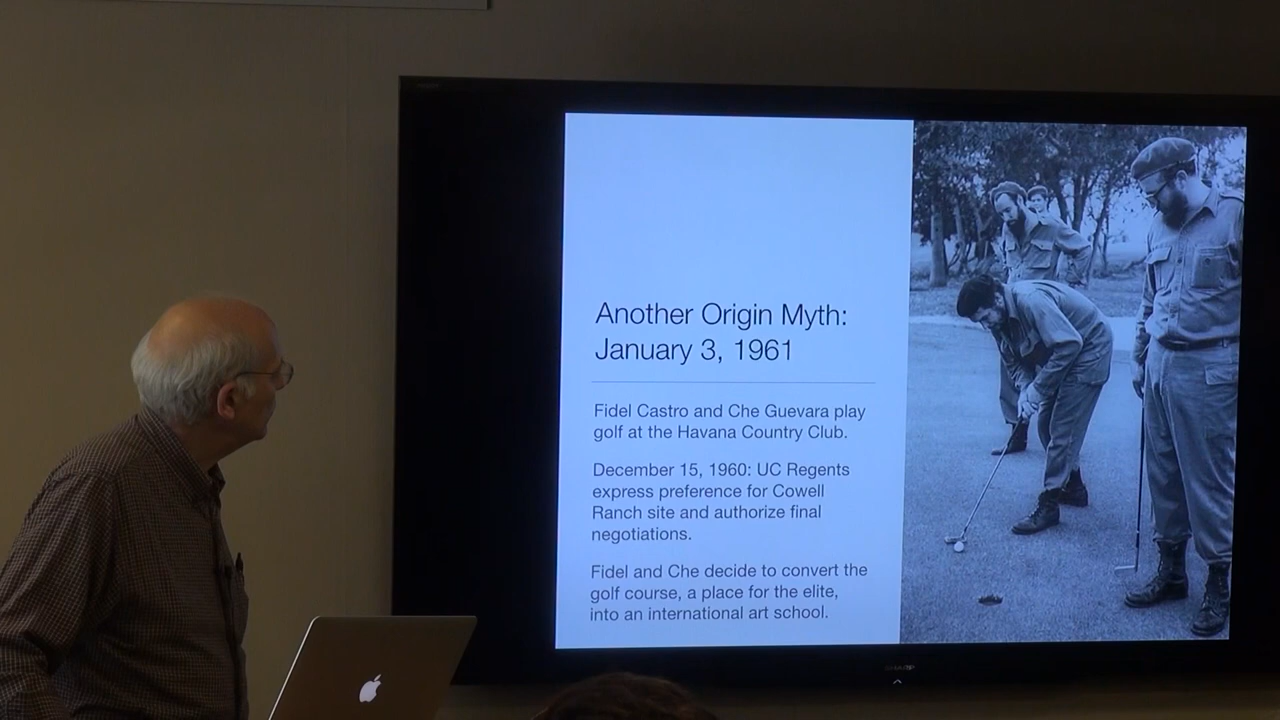 Another Origin Myth:
January 3, 1961
Fidel Castro and Che Guevara play
golf at the Havana Country Club.
December 15, 1960: UC Regents
express preference for Cowell
Ranch site and authorize final
negotiations.
Fidel and Che decide to convert the
golf course, a place for the elite,
into an international art school.
SHARP